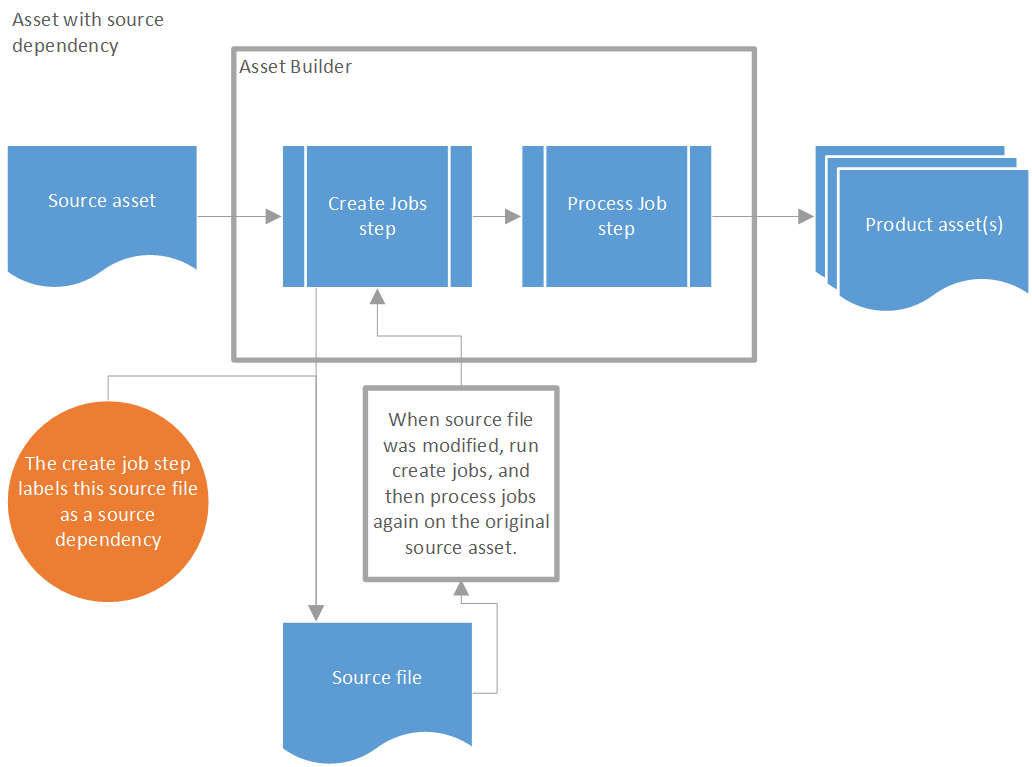 Asset with source
dependency
Asset Builder
Source asset
Create Jobs
step
Process Job
step
Product asset(s)
The create job step
labels this source file
as a source
dependency
When source file
was modified, run
create jobs, and
then process jobs
again on the original
source asset.
Source file